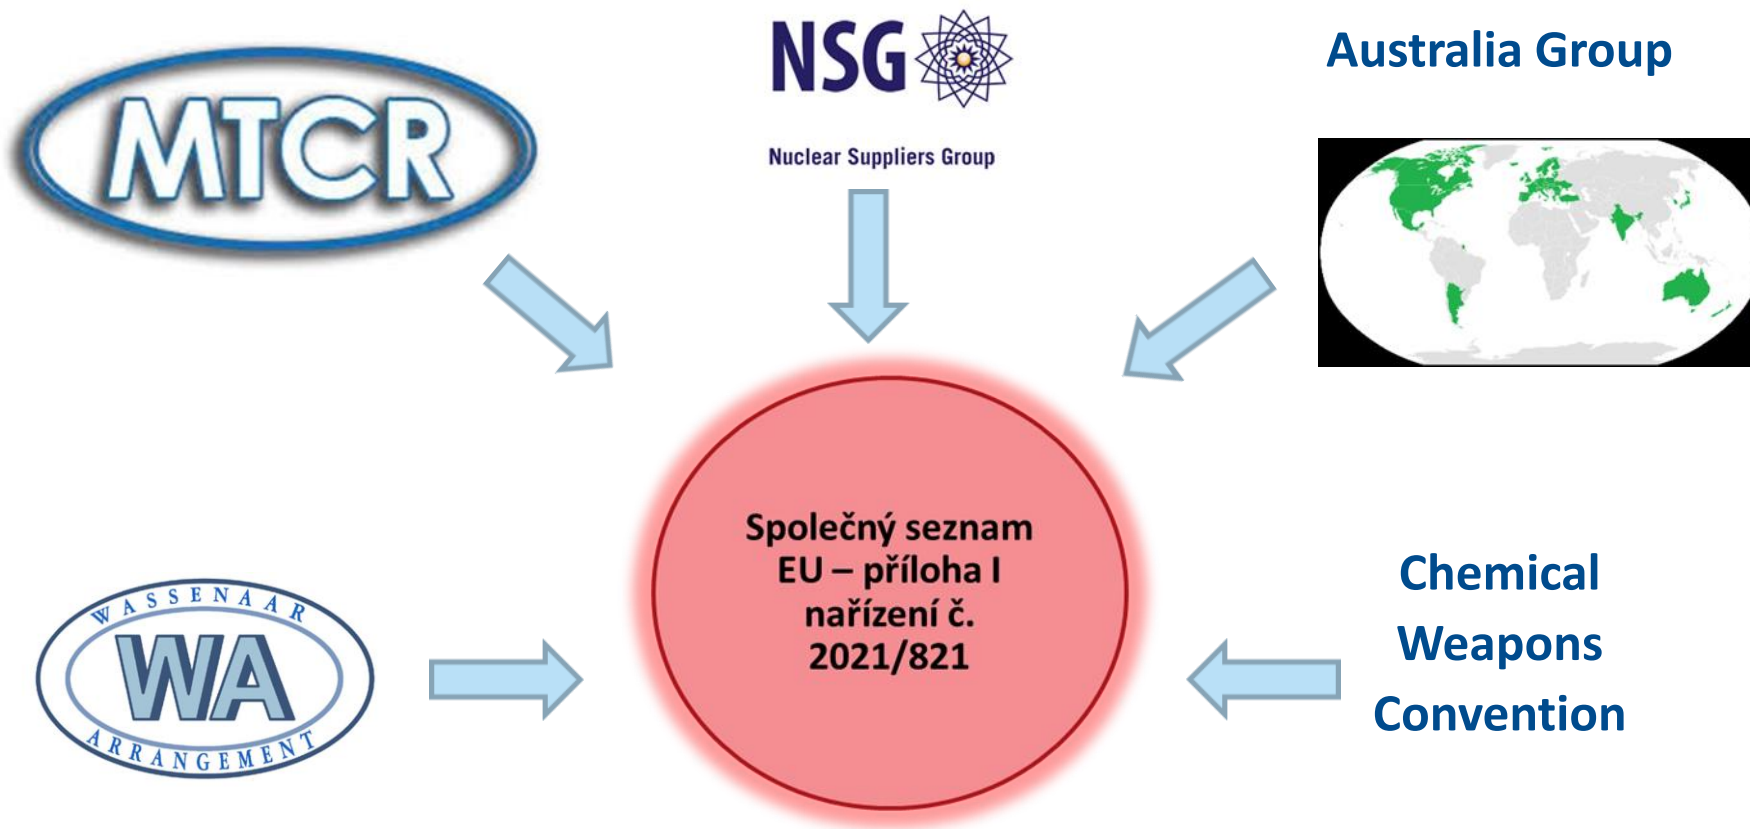 MTCR
NSG
Nuclear Suppliers Group
Australia Group
Společný seznam
EU – příloha I
nařízení č.
2021/821
WASSENAAR
WA
ARRANGEMENT
Chemical
Weapons
Convention